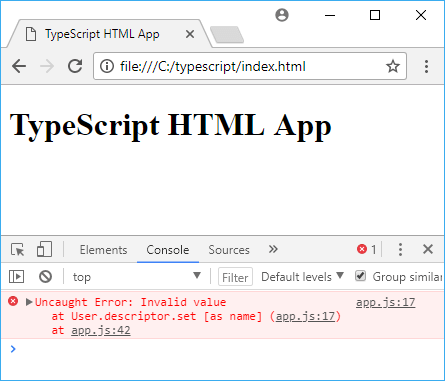 TypeScript HTML App
file:///C:/typescript/index.html
TypeScript HTML App
Elements Console Sources » 1
top Filter Default levels Group similar
Uncaught Error: Invalid value app.js:17
at User.descriptor.set [as name] (app.js:17)
at app.js:42